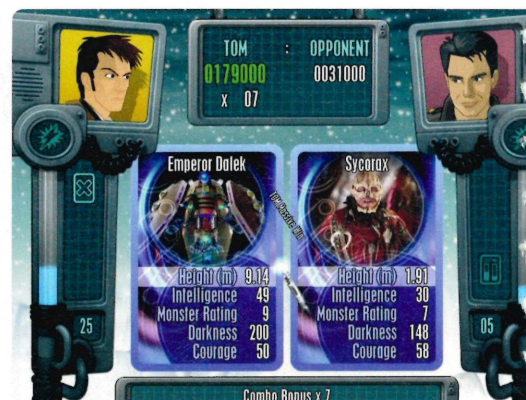 TOM : OPPONENT
0179000 0031000
x 07
Emperor Dalek
Height (m) 9.14
Intelligence 49
Monster Rating 9
Darkness 200
Courage 50
Sycorax
Height (m) 1.91
Intelligence 30
Monster Rating 7
Darkness 148
Courage 58
25
05
Combo Bonus x 7